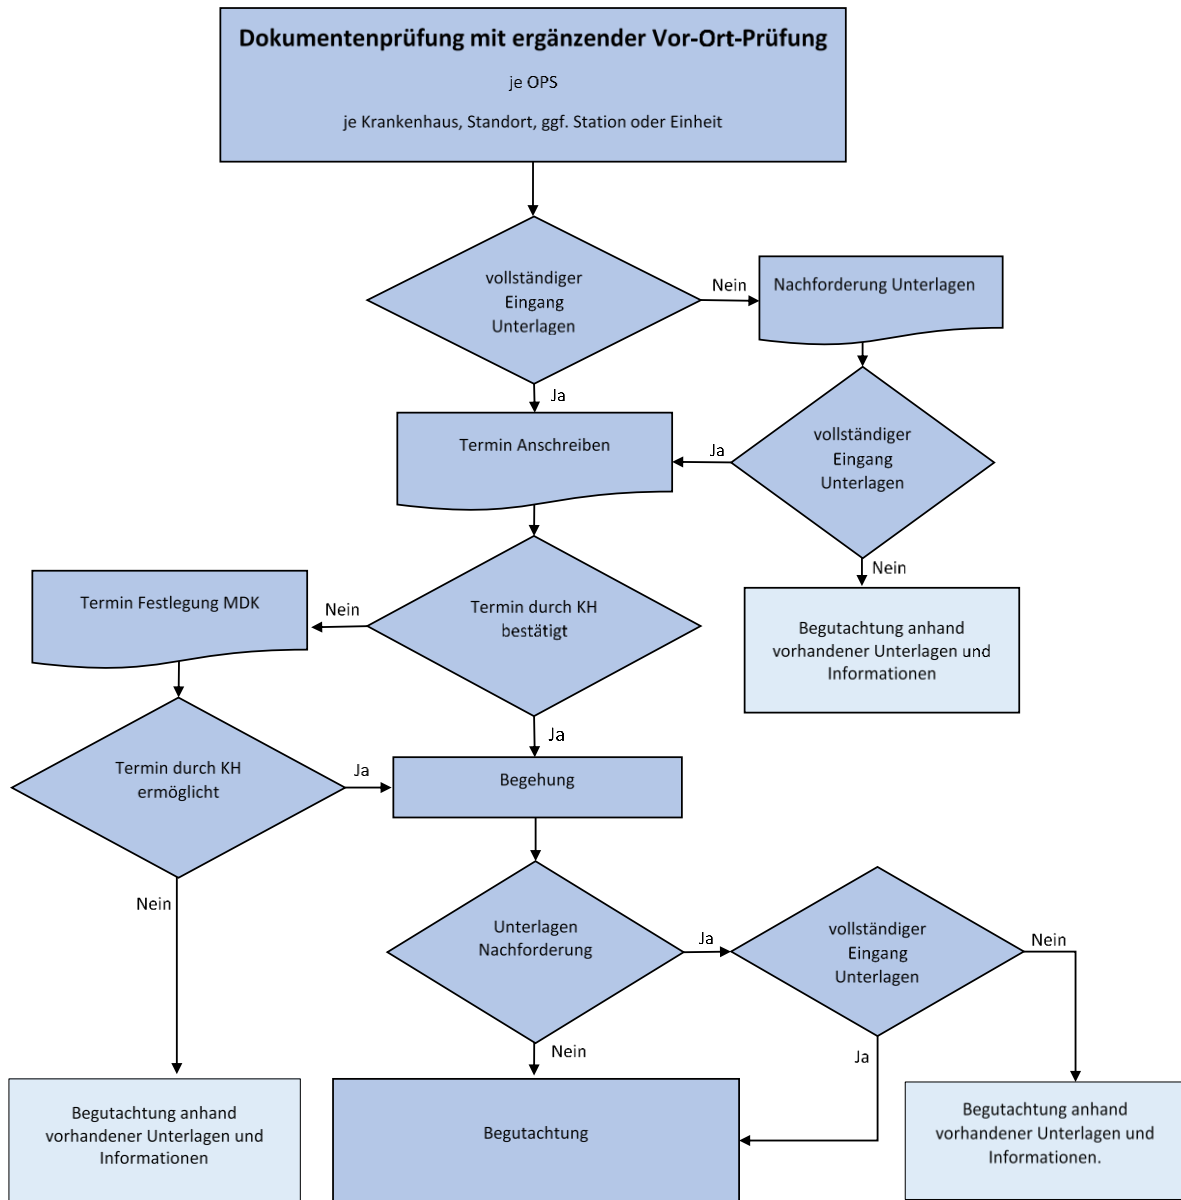 Dokumentenprüfung mit ergänzender Vor-Ort-Prüfung
je OPS
je Krankenhaus, Standort, ggf. Station oder Einheit
vollständiger
Eingang
Unterlagen
Nein
Nachforderung Unterlagen
Ja
Termin Anschreiben
Ja
vollständiger
Eingang
Unterlagen
Nein
Begutachtung anhand
vorhandener Unterlagen und
Informationen
Termin durch KH
bestätigt
Nein
Termin Festlegung MDK
Ja
Termin durch KH
ermöglicht
Ja
Begehung
Nein
Unterlagen
Nachforderung
Ja
vollständiger
Eingang
Unterlagen
Nein
Nein
Ja
Begutachtung anhand
vorhandener Unterlagen und
Informationen
Begutachtung
Begutachtung anhand
vorhandener Unterlagen und
Informationen.